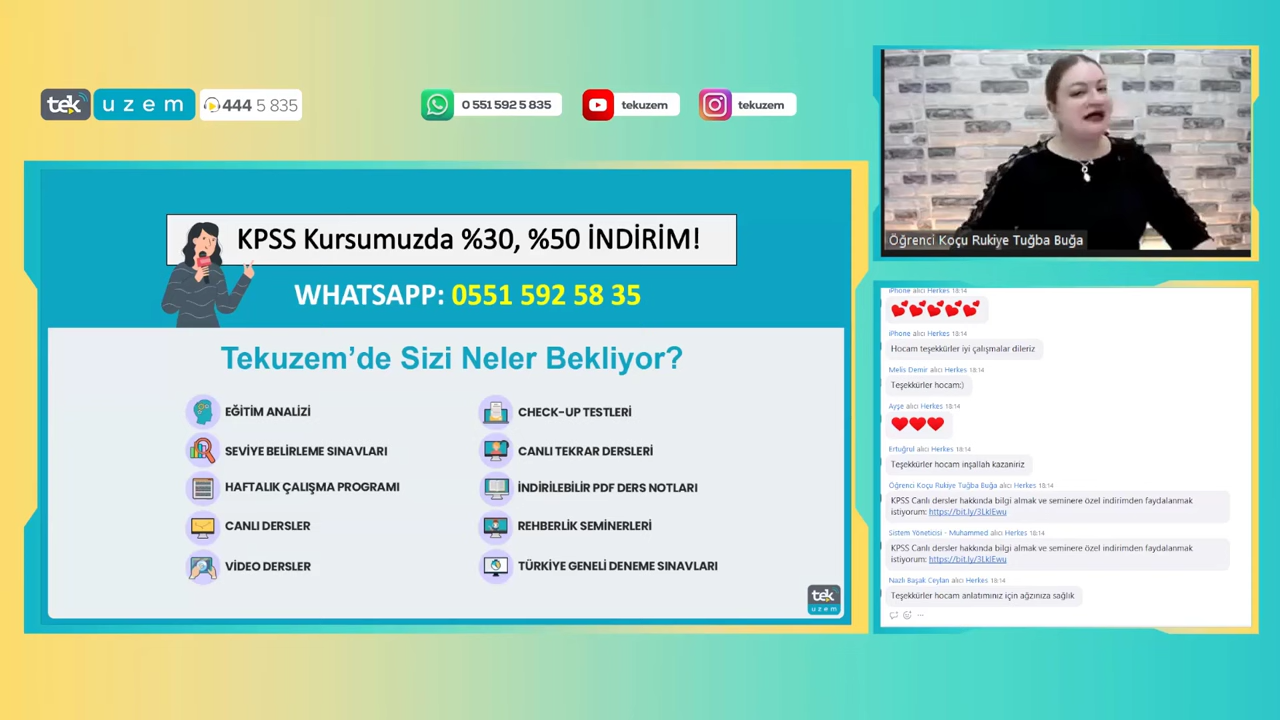 tek uzem 444 5 835
0 551 592 5 835
tekuzem
tekuzem
KPSS Kursumuzda %30, %50 İNDİRİM!
WHATSAPP: 0551 592 58 35
Tekuzem’de Sizi Neler Bekliyor?
EĞİTİM ANALİZİ
SEVİYE BELİRLEME SINAVLARI
HAFTALIK ÇALIŞMA PROGRAMI
CANLI DERSLER
VİDEO DERSLER
CHECK-UP TESTLERİ
CANLI TEKRAR DERSLERİ
İNDİRİLEBİLİR PDF DERS NOTLARI
REHBERLİK SEMİNERLERİ
TÜRKİYE GENELİ DENEME SINAVLARI
tek
uzem
Öğrenci Koçu Rukiye Tuğba Buğa
iPhone alıcı Herkes 18:14
iPhone alıcı Herkes 18:14
Hocam teşekkürler iyi çalışmalar dileriz
Melis Demir alıcı Herkes 18:14
Teşekkürler hocam:)
Ayşe alıcı Herkes 18:14
Ertuğrul alıcı Herkes 18:14
Teşekkürler hocam inşallah kazaniriz
Öğrenci Koçu Rukiye Tuğba Buğa alıcı Herkes 18:14
KPSS Canlı dersler hakkında bilgi almak ve seminere özel indirimden faydalanmak
istiyorum: https://bit.ly/3LklEwu
Sistem Yöneticisi - Muhammed alıcı Herkes 18:14
KPSS Canlı dersler hakkında bilgi almak ve seminere özel indirimden faydalanmak
istiyorum: https://bit.ly/3LklEwu
Nazlı Başak Ceylan alıcı Herkes 18:14
Teşekkürler hocam anlatımınız için ağzınıza sağlık